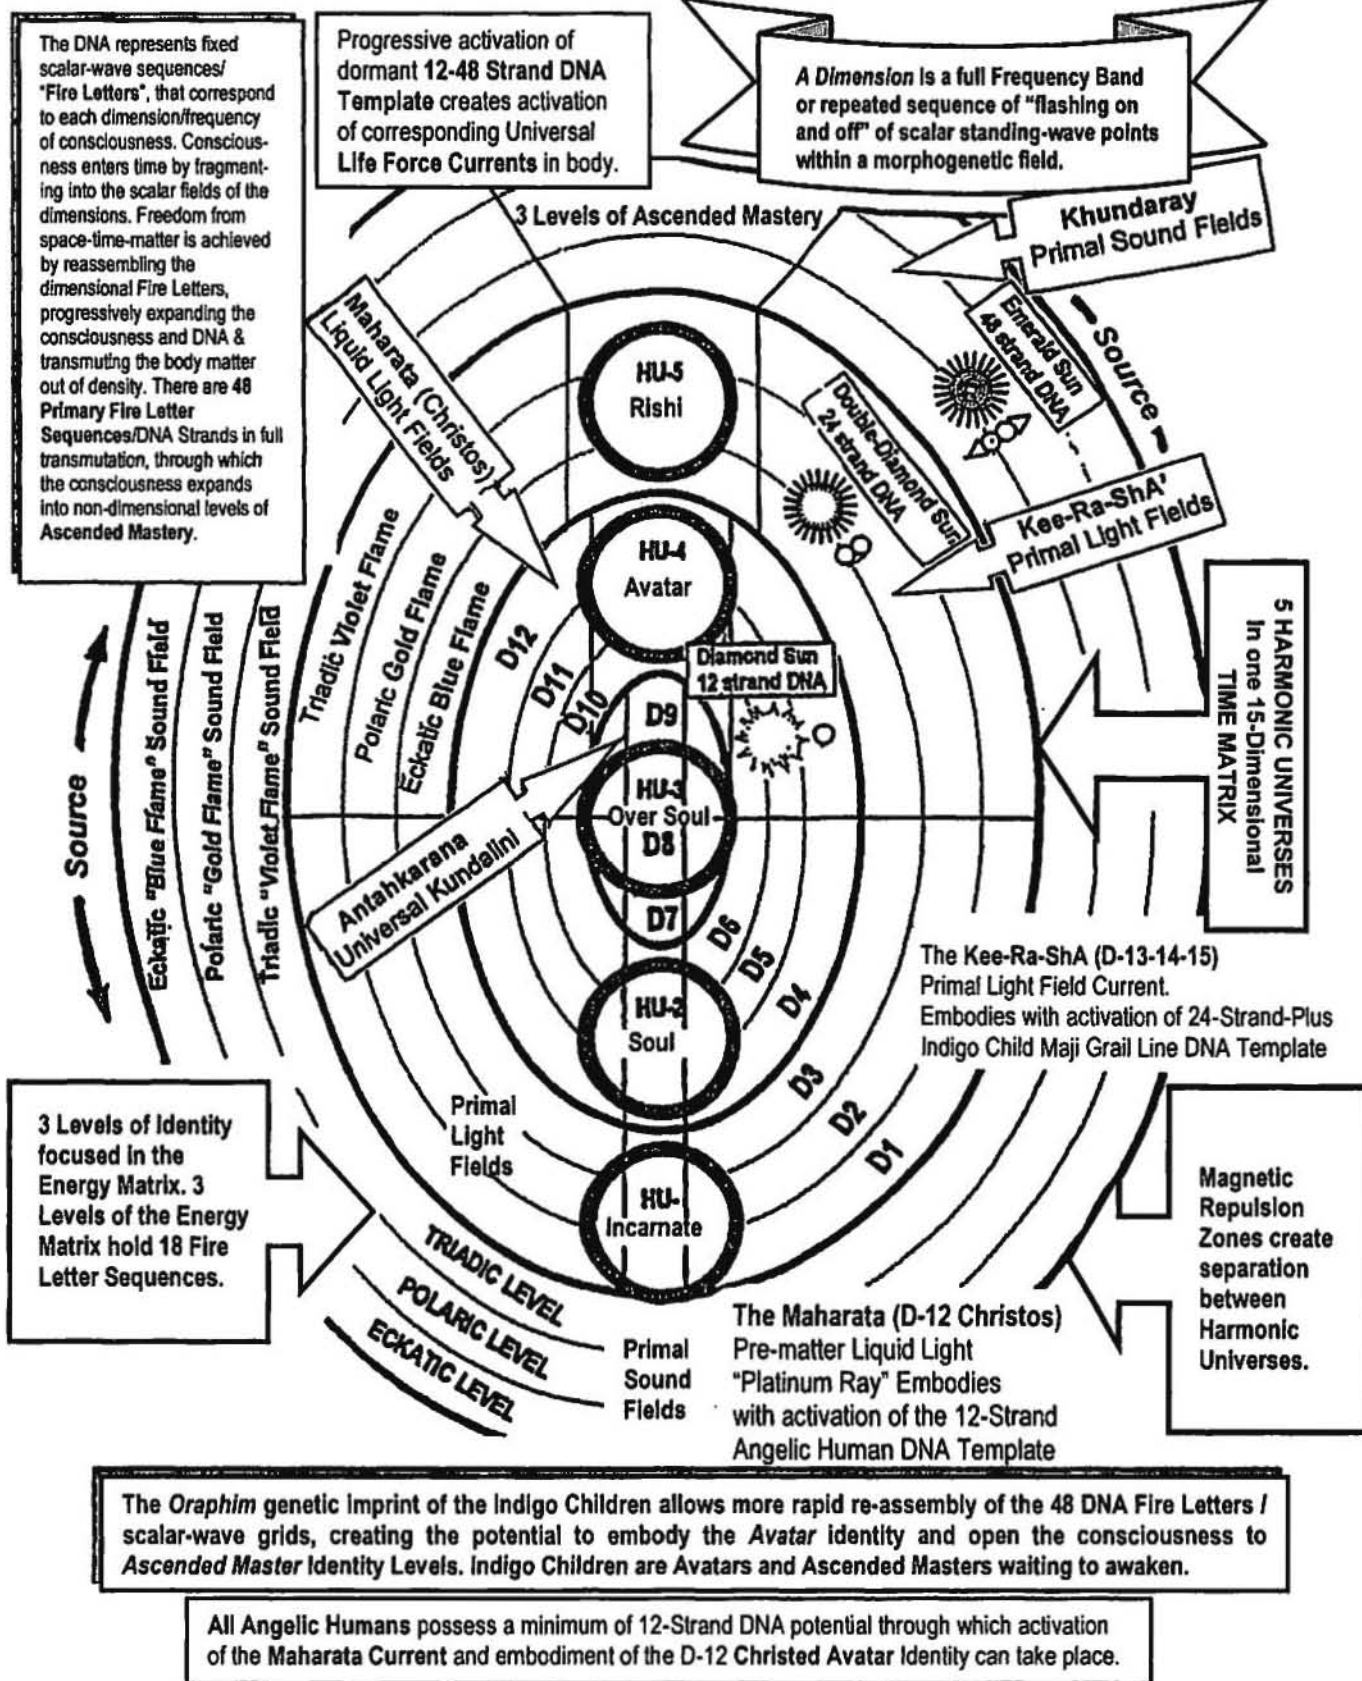 The DNA represents fixed
scalar-wave sequences/
"Fire Letters", that correspond
to each dimension/frequency
of consciousness. Conscious-
ness enters time by fragment-
ing into the scalar fields of the
dimensions. Freedom from
space-time-matter is achieved
by reassembling the
dimensional Fire Letters,
progressively expanding the
consciousness and DNA &
transmuting the body matter
out of density. There are 48
Primary Fire Letter
Sequences/DNA Strands in full
transmutation, through which
the consciousness expands
into non-dimensional levels of
Ascended Mastery.
Progressive activation of
dormant 12-48 Strand DNA
Template creates activation
of corresponding Universal
Life Force Currents in body.
A Dimension is a full Frequency Band
or repeated sequence of "flashing on
and off" of scalar standing-wave points
within a morphogenetic field.
3 Levels of Ascended Mastery
Khundaray
Primal Sound Fields
Maharata (Christos)
Liquid Light Fields
Emerald Sun
48 strand DNA
Source
Double-Diamond Sun
24 strand DNA
Kee-Ra-ShA'
Primal Light Fields
HU-5
Rishi
HU-4
Avatar
Diamond Sun
12 strand DNA
Triadic Violet Flame
Polaric Gold Flame
Eckatic Blue Flame
D12
D11
D10
D9
HU-3
Over Soul
D8
D7
D6
D5
D4
D3
D2
D1
Source
Eckatic "Blue Flame" Sound Field
Polaric "Gold Flame" Sound Field
Triadic "Violet Flame" Sound Field
Antahkarana
Universal Kundalini
5 HARMONIC UNIVERSES
In one 15-Dimensional
TIME MATRIX
HU-2
Soul
The Kee-Ra-ShA (D-13-14-15)
Primal Light Field Current.
Embodies with activation of 24-Strand-Plus
Indigo Child Maji Grail Line DNA Template
Primal
Light
Fields
HU-
Incarnate
3 Levels of Identity
focused in the
Energy Matrix. 3
Levels of the Energy
Matrix hold 18 Fire
Letter Sequences.
TRIADIC LEVEL
POLARIC LEVEL
ECKATIC LEVEL
Primal
Sound
Fields
The Maharata (D-12 Christos)
Pre-matter Liquid Light
"Platinum Ray" Embodies
with activation of the 12-Strand
Angelic Human DNA Template
Magnetic
Repulsion
Zones create
separation
between
Harmonic
Universes.
The Oraphim genetic imprint of the Indigo Children allows more rapid re-assembly of the 48 DNA Fire Letters /
scalar-wave grids, creating the potential to embody the Avatar identity and open the consciousness to
Ascended Master Identity Levels. Indigo Children are Avatars and Ascended Masters waiting to awaken.
All Angelic Humans possess a minimum of 12-Strand DNA potential through which activation
of the Maharata Current and embodiment of the D-12 Christed Avatar Identity can take place.